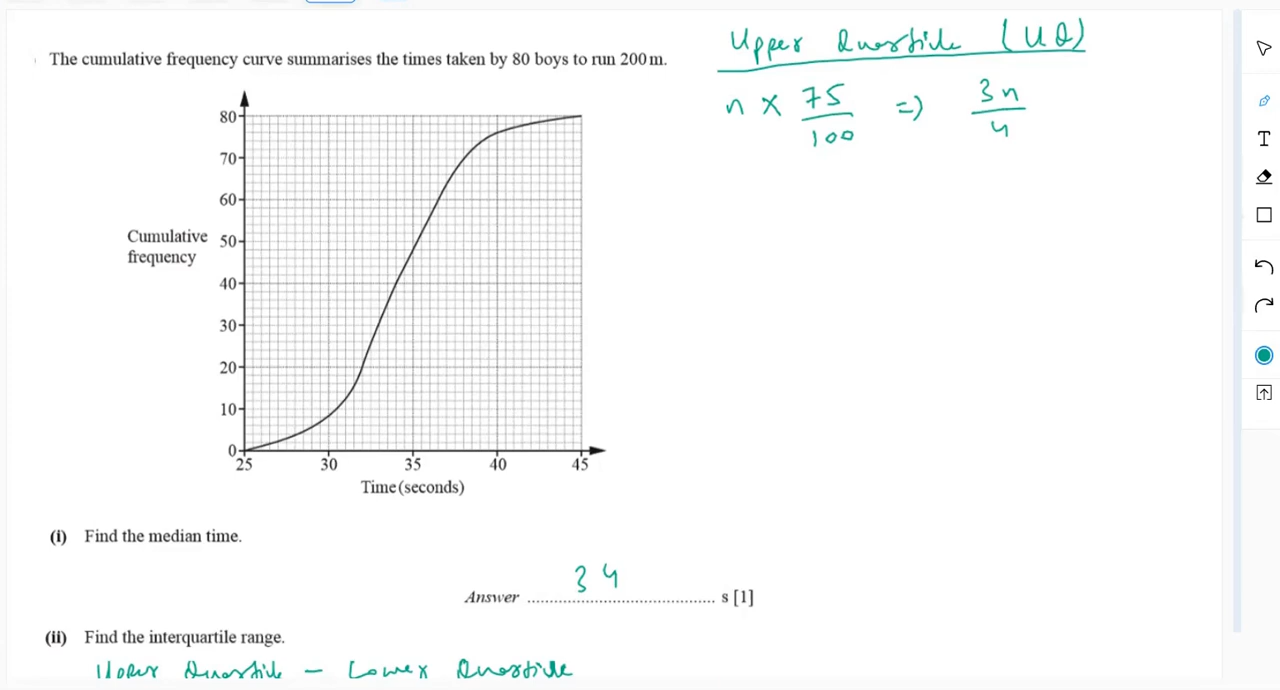 The cumulative frequency curve summarises the times taken by 80 boys to run 200 m.
Upper Quartile (UQ)
n × 75/100 => 3n/4
80
70
60
Cumulative frequency
50
40
30
20
10
0
25 30 35 40 45
Time (seconds)
(i) Find the median time.
34
Answer ............................................ s [1]
(ii) Find the interquartile range.
Upper Quartile - Lower Quartile
T